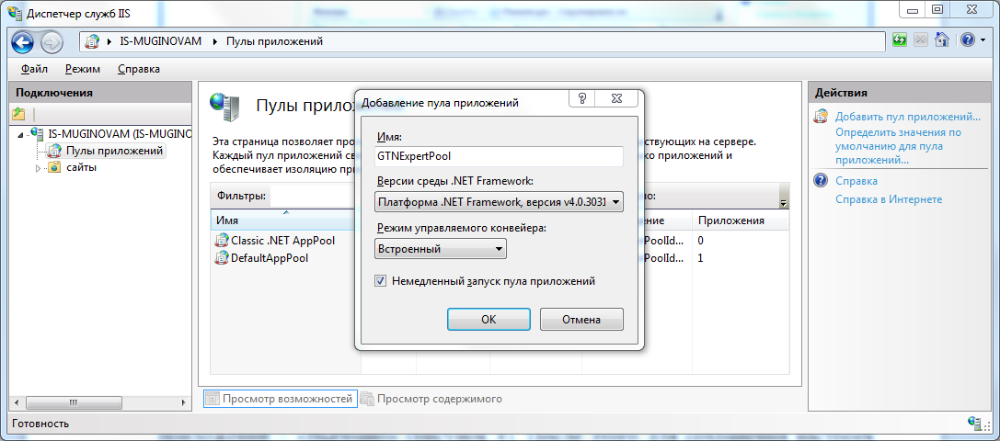 Диспетчер служб IIS
IS-MUGINOVAM Пулы приложений
Файл Режим Справка
Подключения
IS-MUGINOVAM (IS-MUGINO
Пулы приложений
сайты
Пулы прило
Эта страница позволяет про
ствующих на сервере.
Каждый пул приложений св
ко приложений и
обеспечивает изоляцию пр
Фильтры:
по:
Имя
ение
Приложения
Classic .NET AppPool
PoolId...
0
DefaultAppPool
PoolId...
1
Просмотр возможностей
Просмотр содержимого
Добавление пула приложений
Имя:
GTNExpertPool
Версии среды .NET Framework:
Платформа .NET Framework, версия v4.0.3031
Режим управляемого конвейера:
Встроенный
Немедленный запуск пула приложений
OK
Отмена
Действия
Добавить пул приложений...
Определить значения по
умолчанию для пула
приложений...
Справка
Справка в Интернете
Готовность